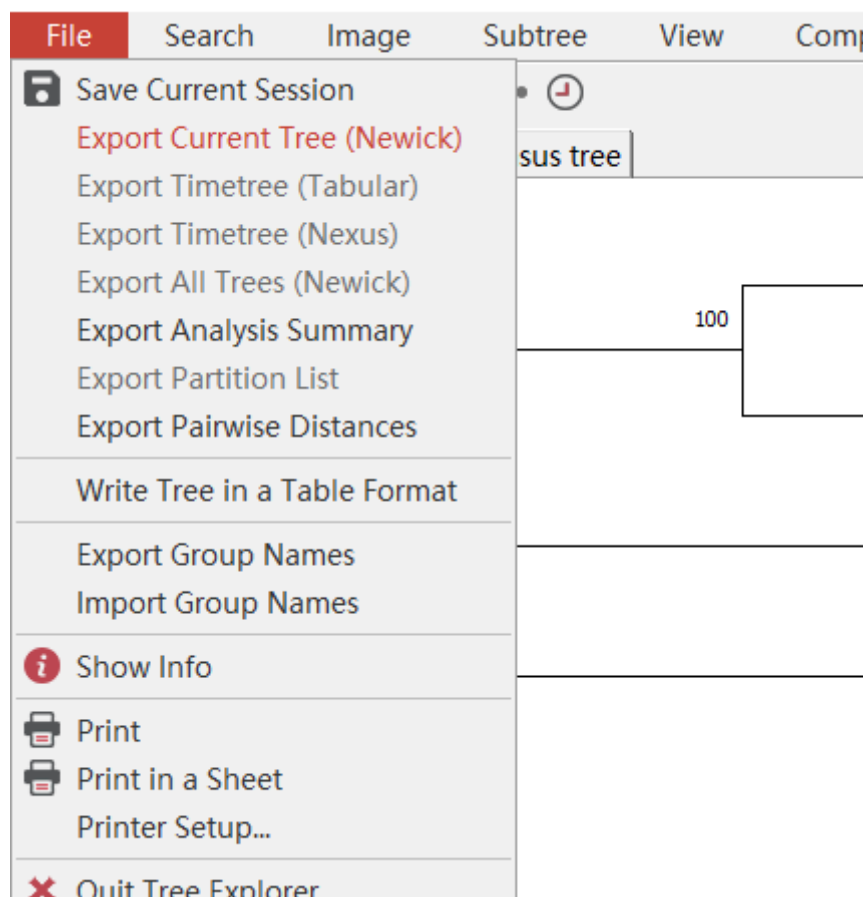 File Search Image Subtree View Comp
Save Current Session
Export Current Tree (Newick)
sus tree
Export Timetree (Tabular)
Export Timetree (Nexus)
Export All Trees (Newick)
Export Analysis Summary
100
Export Partition List
Export Pairwise Distances
Write Tree in a Table Format
Export Group Names
Import Group Names
Show Info
Print
Print in a Sheet
Printer Setup...
Quit Tree Explorer